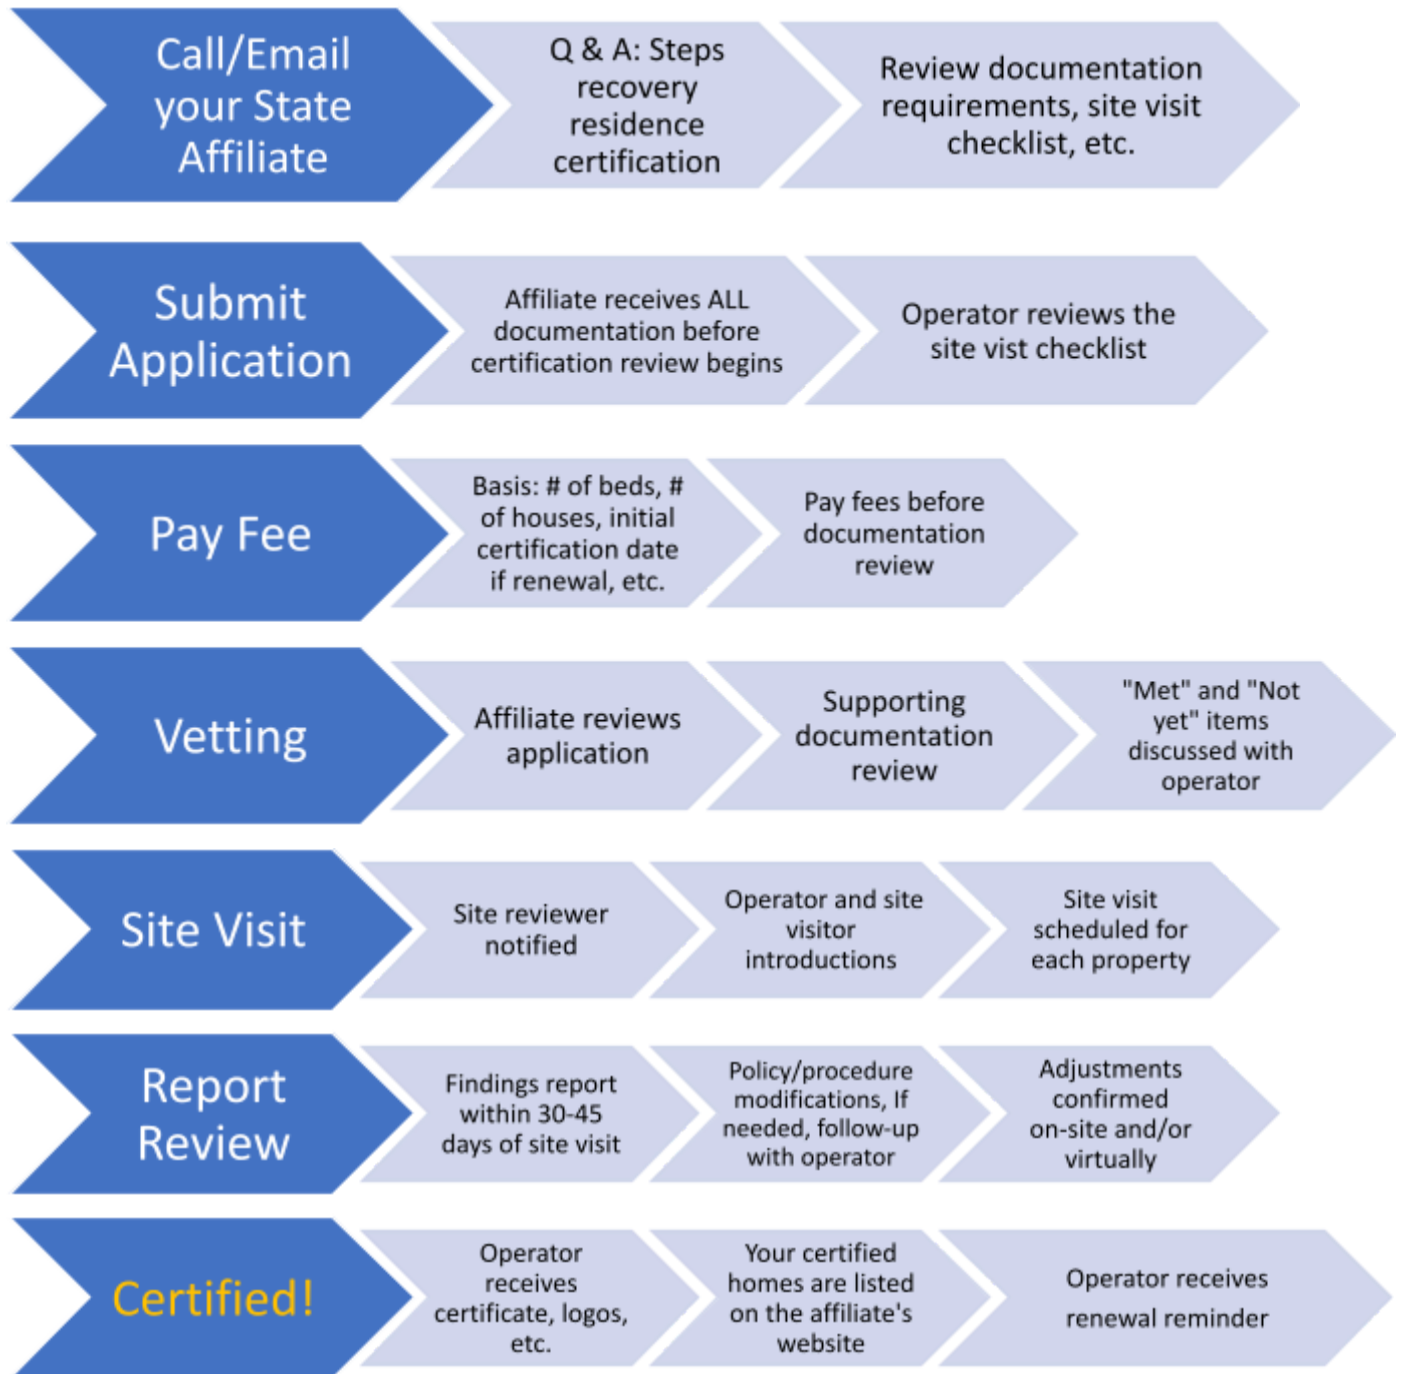 Call/Email
your State
Affiliate
Q & A: Steps
recovery
residence
certification
Review documentation
requirements, site visit
checklist, etc.
Submit
Application
Affiliate receives ALL
documentation before
certification review begins
Operator reviews the
site vist checklist
Pay Fee
Basis: # of beds, #
of houses, initial
certification date
if renewal, etc.
Pay fees before
documentation
review
Vetting
Affiliate reviews
application
Supporting
documentation
review
"Met" and "Not
yet" items
discussed with
operator
Site Visit
Site reviewer
notified
Operator and site
visitor
introductions
Site visit
scheduled for
each property
Report
Review
Findings report
within 30-45
days of site visit
Policy/procedure
modifications, If
needed, follow-up
with operator
Adjustments
confirmed
on-site and/or
virtually
Certified!
Operator
receives
certificate, logos,
etc.
Your certified
homes are listed
on the affiliate's
website
Operator receives
renewal reminder